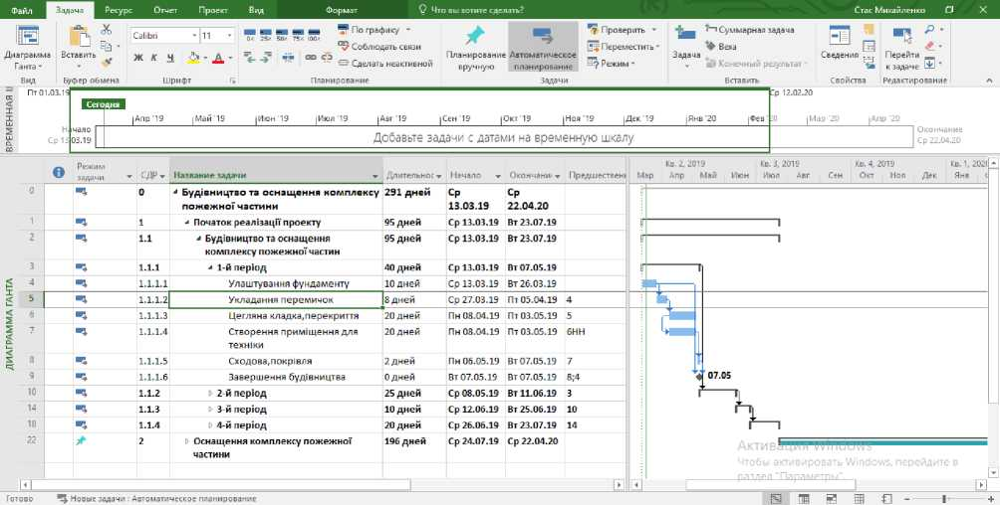 Файл Задача Ресурс Отчет Проект Вид Формат Что вы хотите сделать? Стас Михайленко
Диаграмма Ганта
Вид
Вставить
Буфер обмена
Calibri 11
Ж К Ч
Шрифт
0% 25% 50% 75% 100%
По графику
Соблюдать связи
Сделать неактивной
Планирование
Планирование вручную
Автоматическое планирование
Проверить
Переместить
Режим
Задачи
Задача
Суммарная задача
Веха
Конечный результат
Вставить
Сведения
Свойства
Перейти к задаче
Редактирование
Пт 01.03.19
Ср 12.02.20
Сегодня
Апр '19 Май '19 Июн '19 Июл '19 Авг '19 Сен '19 Окт '19 Ноя '19 Дек '19 Янв '20 Фев '20 Мар '20 Апр '20
Начало
Ср 13.03.19
Добавьте задачи с датами на временную шкалу
Окончание
Ср 22.04.20
Режим задачи СДР Название задачи Длительнос Начало Окончани Предшествен
Кв. 2, 2019 Кв. 3, 2019 Кв. 4, 2019 Кв. 1, 2020
Мар Апр Май Июн Июл Авг Сен Окт Ноя Дек Янв
0 0 Будівництво та оснащення комплексу пожежної частини 291 дней Ср 13.03.19 Ср 22.04.20
1 1 Початок реалізації проекту 95 дней Ср 13.03.19 Вт 23.07.19
2 1.1 Будівництво та оснащення комплексу пожежної частин 95 дней Ср 13.03.19 Вт 23.07.19
3 1.1.1 1-й період 40 дней Ср 13.03.19 Вт 07.05.19
4 1.1.1.1 Улаштування фундаменту 10 дней Ср 13.03.19 Вт 26.03.19
5 1.1.1.2 Укладання перемичок 8 дней Ср 27.03.19 Пт 05.04.19 4
6 1.1.1.3 Цегляна кладка,перекриття 20 дней Пн 08.04.19 Пт 03.05.19 5
7 1.1.1.4 Створення приміщення для техніки 20 дней Пн 08.04.19 Пт 03.05.19 6НН
8 1.1.1.5 Сходова,покрівля 2 дней Пн 06.05.19 Вт 07.05.19 7
9 1.1.1.6 Завершення будівництва 0 дней Вт 07.05.19 Вт 07.05.19 8;4
07.05
10 1.1.2 2-й період 25 дней Ср 08.05.19 Вт 11.06.19 3
14 1.1.3 3-й період 10 дней Ср 12.06.19 Вт 25.06.19 10
18 1.1.4 4-й період 20 дней Ср 26.06.19 Вт 23.07.19 14
22 2 Оснащення комплексу пожежної частини 196 дней Ср 24.07.19 Ср 22.04.20
ДИАГРАММА ГАНТА
Активация Windows
Чтобы активировать Windows, перейдите в
раздел "Параметры".
Готово Новые задачи : Автоматическое планирование